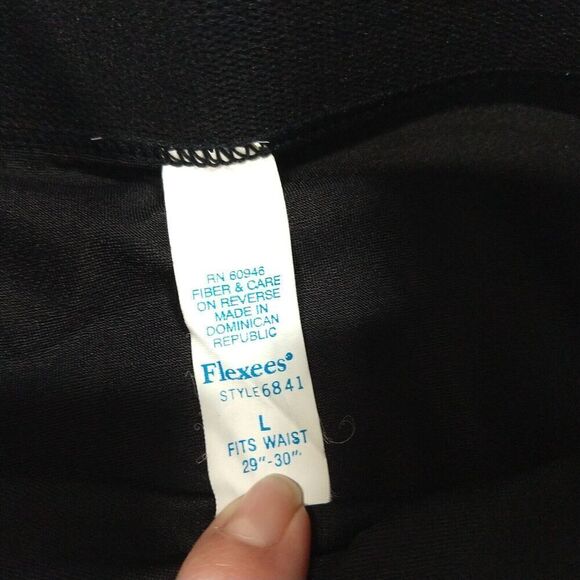 RN 60946
FIBER & CARE
ON REVERSE
MADE IN
DOMINICAN
REPUBLIC
Flexees®
STYLE 6841
L
FITS WAIST
29"-30"